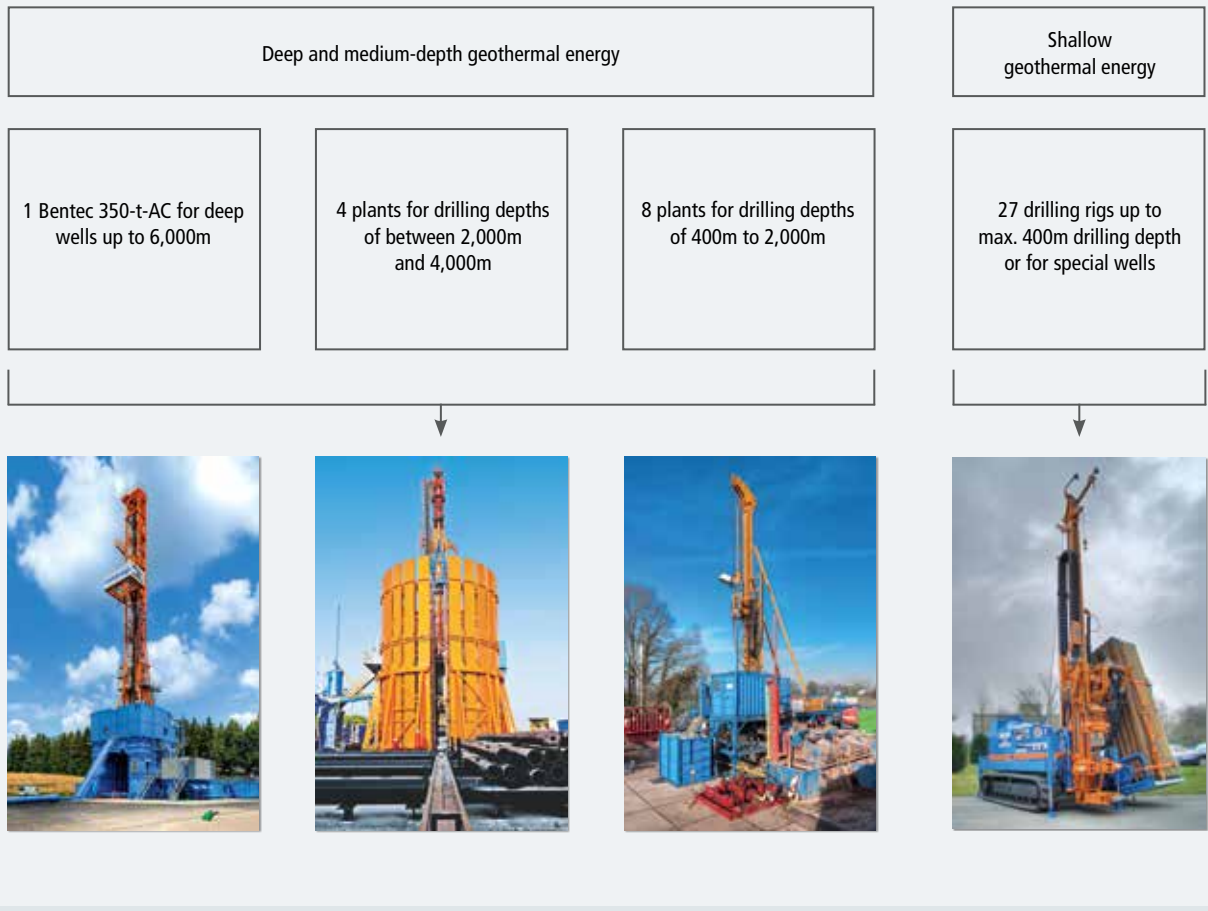 Deep and medium-depth geothermal energy
Shallow
geothermal energy
1 Bentec 350-t-AC for deep
wells up to 6,000m
4 plants for drilling depths
of between 2,000m
and 4,000m
8 plants for drilling depths
of 400m to 2,000m
27 drilling rigs up to
max. 400m drilling depth
or for special wells